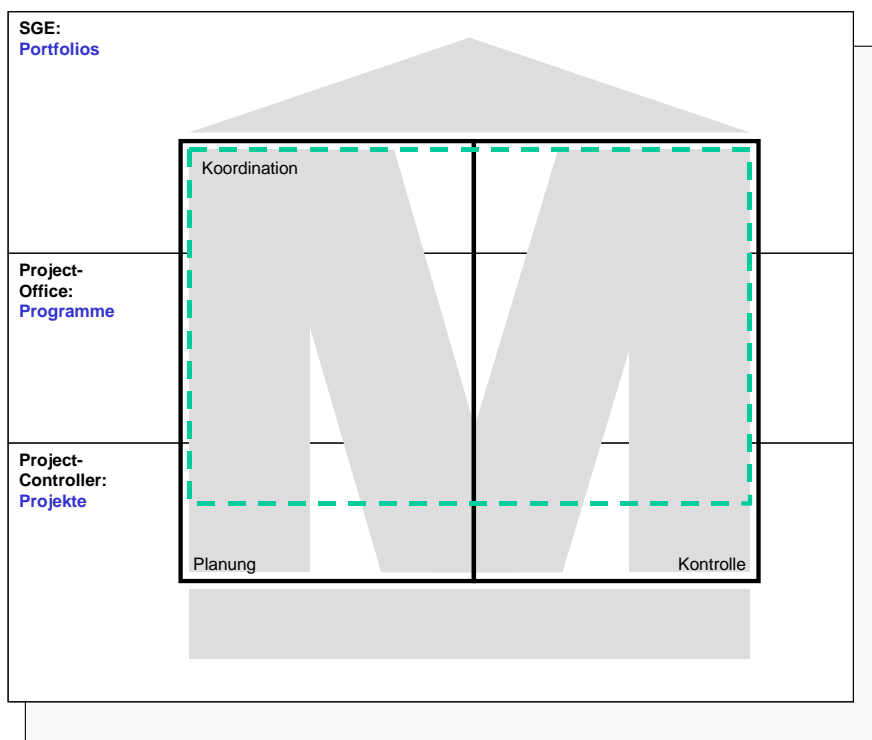 SGE:
Portfolios
Koordination
Project-
Office:
Programme
Project-
Controller:
Projekte
Planung
Kontrolle